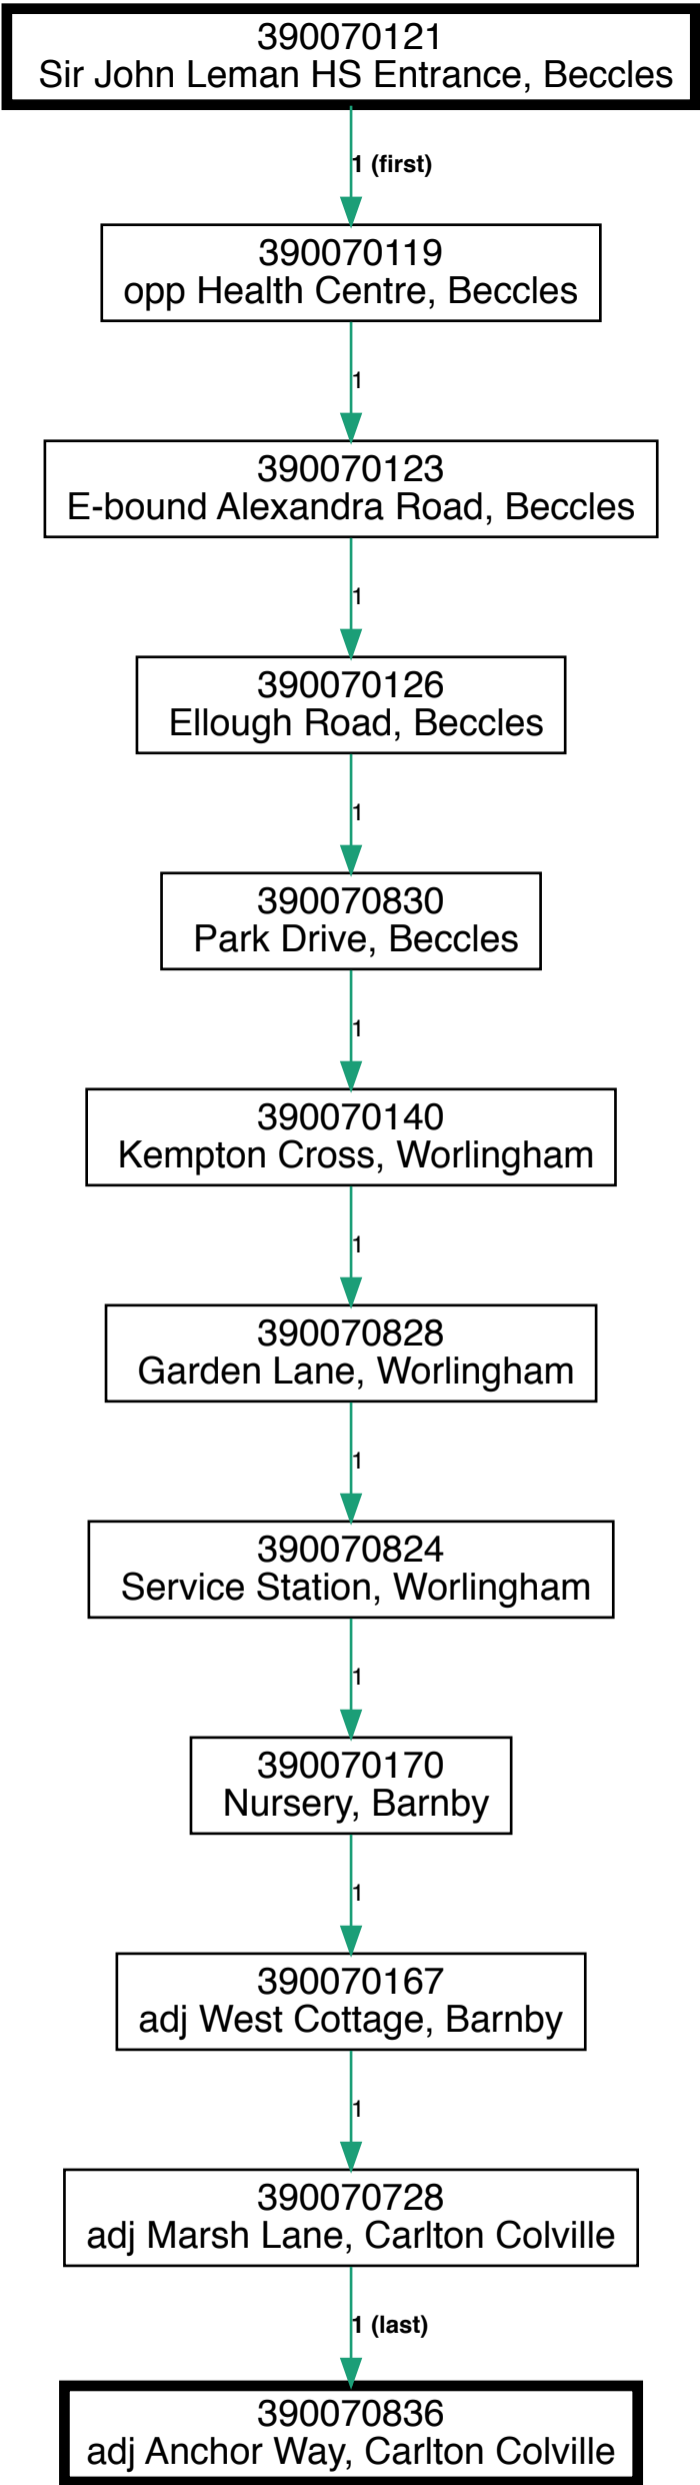 390070121
Sir John Leman HS Entrance, Beccles
1 (first)
390070119
opp Health Centre, Beccles
1
390070123
E-bound Alexandra Road, Beccles
1
390070126
Ellough Road, Beccles
1
390070830
Park Drive, Beccles
1
390070140
Kempton Cross, Worlingham
1
390070828
Garden Lane, Worlingham
1
390070824
Service Station, Worlingham
1
390070170
Nursery, Barnby
1
390070167
adj West Cottage, Barnby
1
390070728
adj Marsh Lane, Carlton Colville
1 (last)
390070836
adj Anchor Way, Carlton Colville